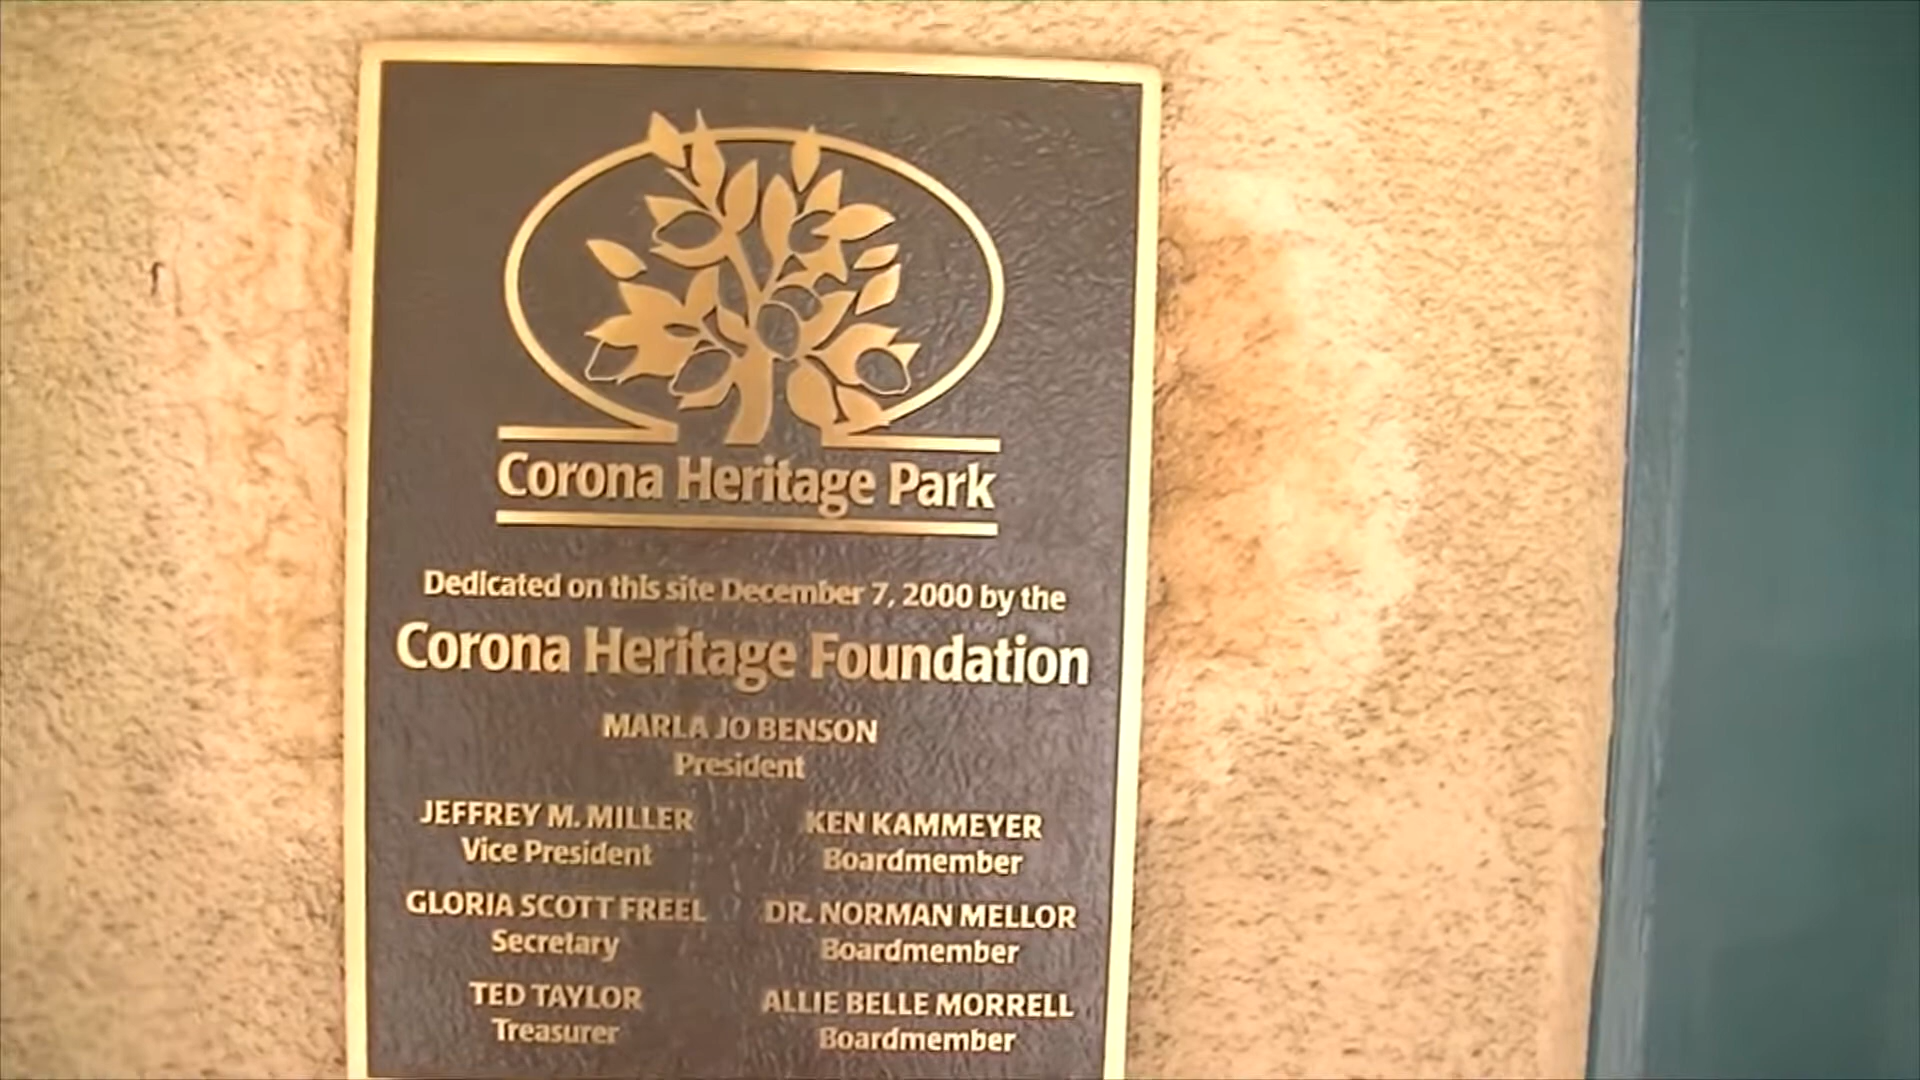 Corona Heritage Park
Dedicated on this site December 7, 2000 by the
Corona Heritage Foundation
MARLA JO BENSON
President
JEFFREY M. MILLER
Vice President
KEN KAMMEYER
Boardmember
GLORIA SCOTT FREEL
Secretary
DR. NORMAN MELLOR
Boardmember
TED TAYLOR
Treasurer
ALLIE BELLE MORRELL
Boardmember